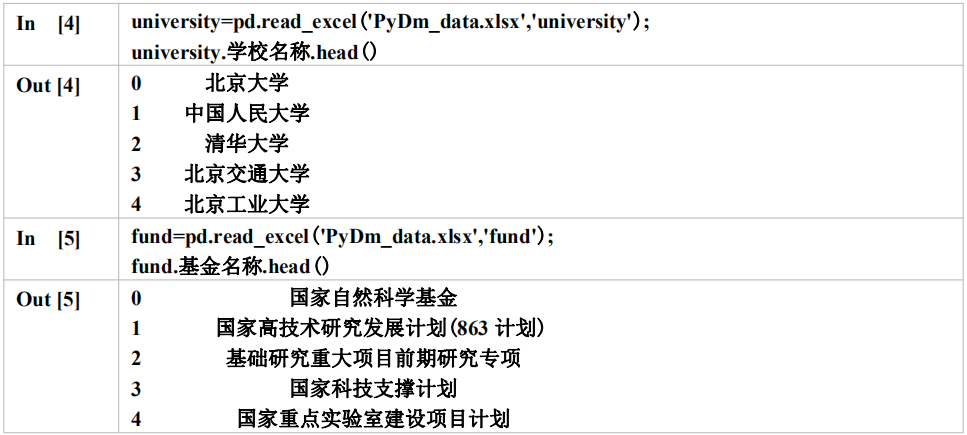 In [4] university=pd.read_excel('PyDm_data.xlsx','university');
university.学校名称.head()
Out [4] 0 北京大学
1 中国人民大学
2 清华大学
3 北京交通大学
4 北京工业大学
In [5] fund=pd.read_excel('PyDm_data.xlsx','fund');
fund.基金名称.head()
Out [5] 0 国家自然科学基金
1 国家高技术研究发展计划(863 计划)
2 基础研究重大项目前期研究专项
3 国家科技支撑计划
4 国家重点实验室建设项目计划